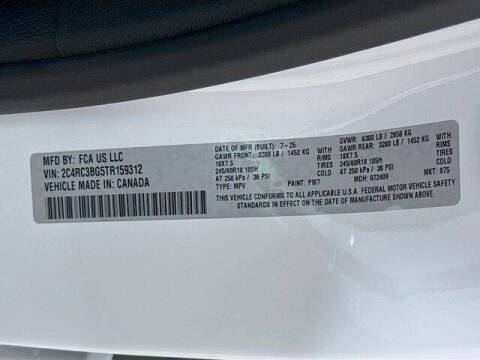 MFD BY: FCA US LLC
VIN: 2C4RC3BG5TR159312
VEHICLE MADE IN: CANADA
DATE OF MFR (BUILT): 7-25 GVWR: 6300 LB / 2858 KG
GAWR FRONT: 3200 LB / 1452 KG WITH GAWR REAR: 3200 LB / 1452 KG WITH
18X7.5 RIMS 18X7.5 RIMS
245/60R18 105H TIRES 245/60R18 105H TIRES
AT 250 kPa / 36 PSI COLD AT 250 kPa / 36 PSI COLD
TYPE: MPV PAINT: PW7 MDH: 072409 MKT: 875
THIS VEHICLE CONFORMS TO ALL APPLICABLE U.S.A. FEDERAL MOTOR VEHICLE SAFETY
STANDARDS IN EFFECT ON THE DATE OF MANUFACTURE SHOWN ABOVE.